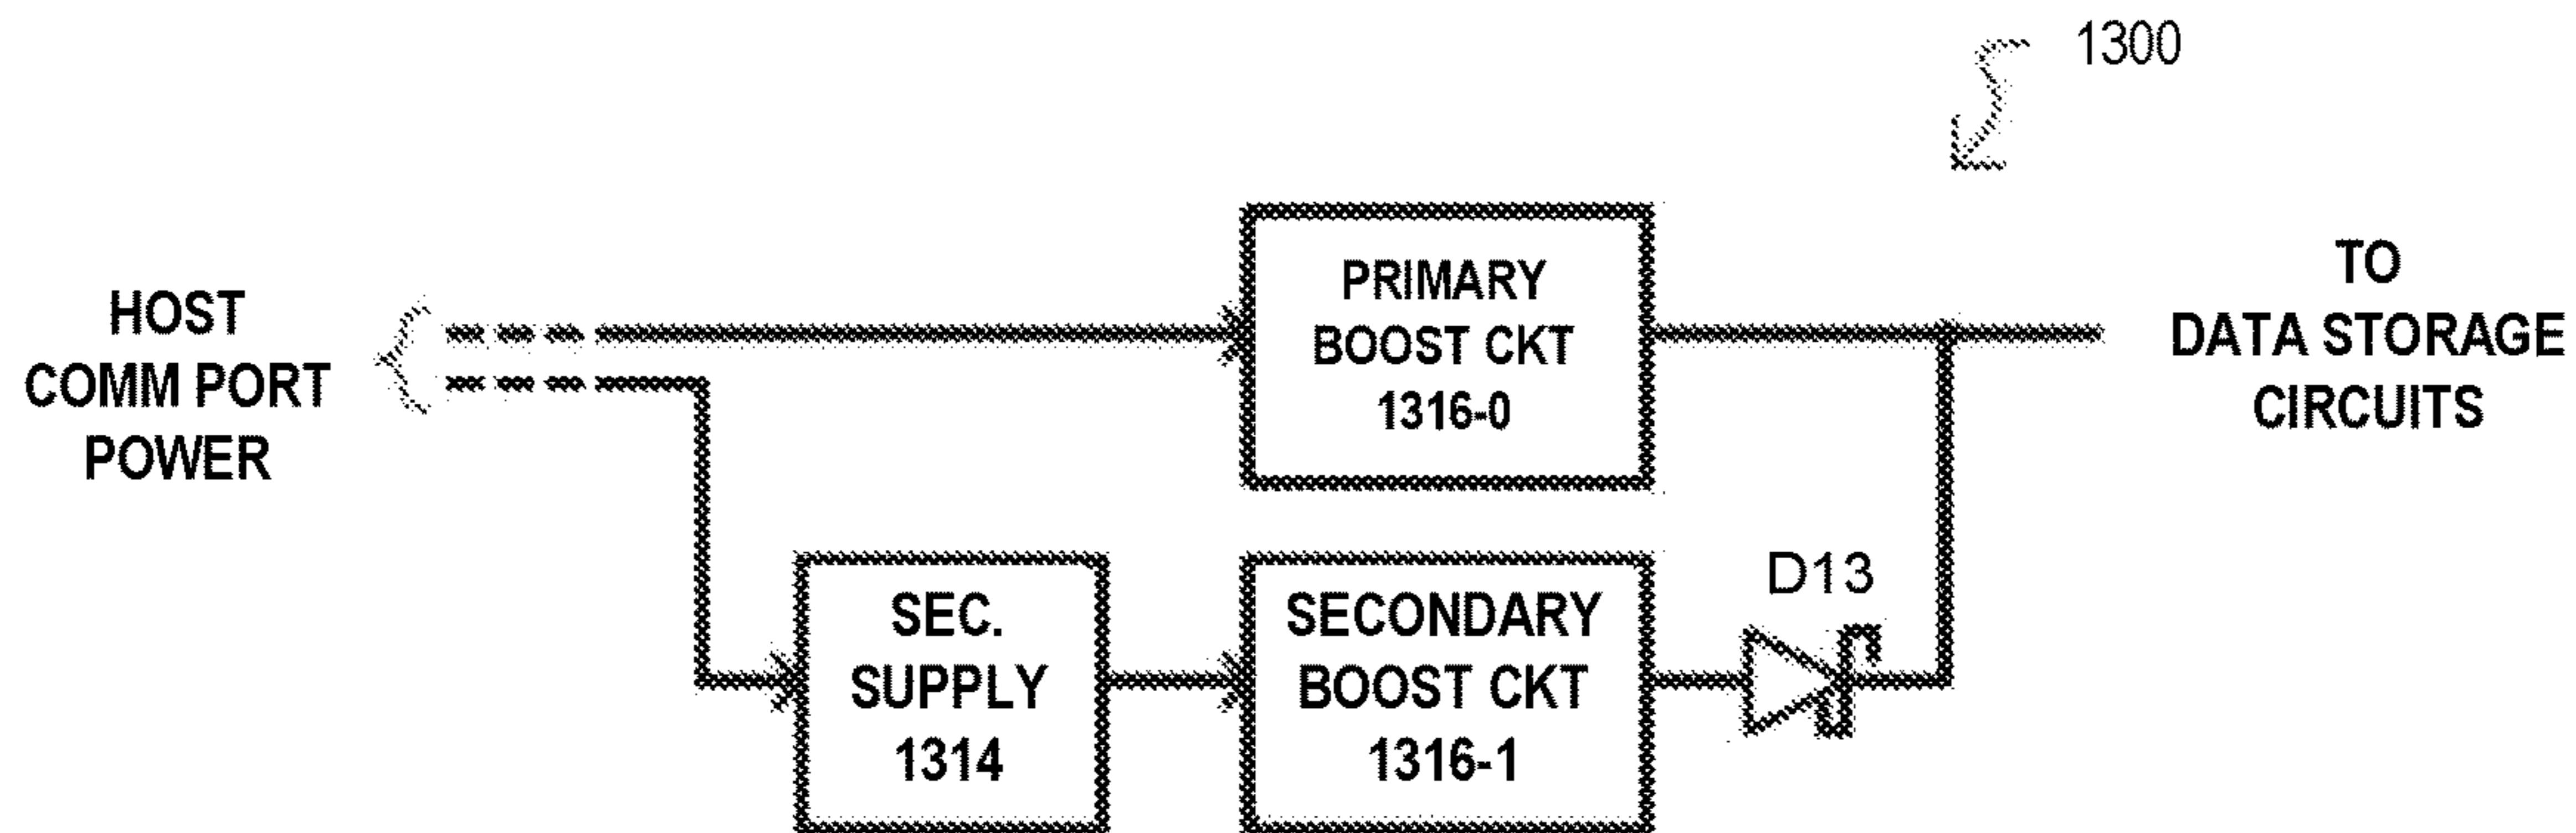 1300
HOST
COMM PORT
POWER
PRIMARY
BOOST CKT
1316-0
TO
DATA STORAGE
CIRCUITS
SEC.
SUPPLY
1314
SECONDARY
BOOST CKT
1316-1
D13